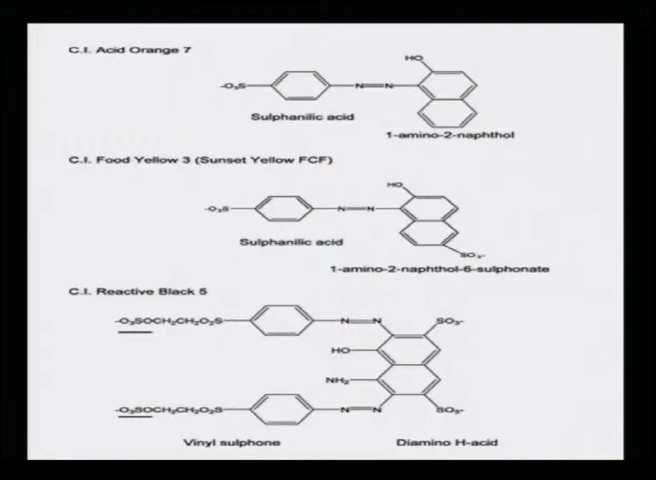 C.I. Acid Orange 7
HO
-O₃S
N
N
Sulphanilic acid
1-amino-2-naphthol
C.I. Food Yellow 3 (Sunset Yellow FCF)
HO
-O₃S
N
N
Sulphanilic acid
SO₃-
1-amino-2-naphthol-6-sulphonate
C.I. Reactive Black 5
-O₃SOCH₂CH₂O₂S
N
N
SO₃-
HO
NH₂
-O₃SOCH₂CH₂O₂S
N
N
SO₃-
Vinyl sulphone
Diamino H-acid